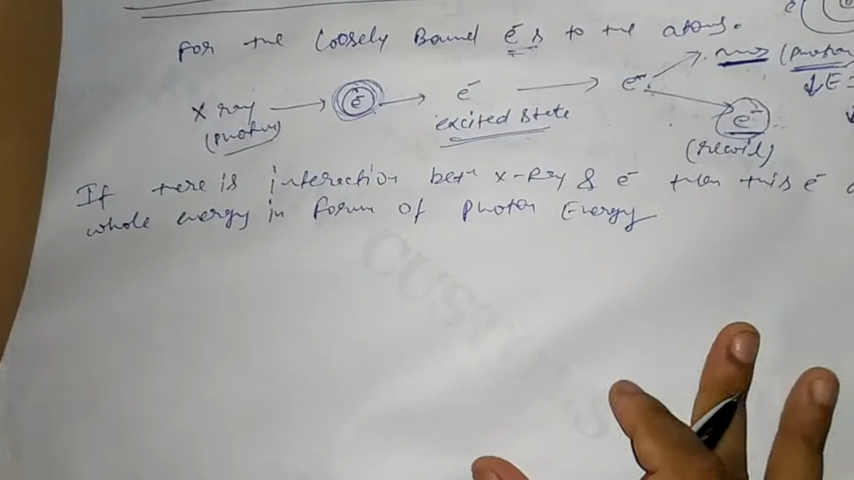 For the Loosely Bound e⁻s to the atoms.
X ray → e⁻ → e⁻ → e⁻ (photon
(photon) excited state e⁻ ↓E=
(recoil)
If there is interaction betn X-Ray & e⁻ then this e⁻
whole energy in form of photon Energy
CUST